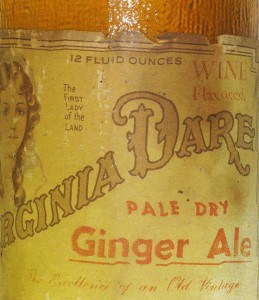 12 FLUID OUNCES
WINE
Flavored
The
FIRST
LADY
of the
LAND
RGINIA DARE
PALE DRY
Ginger Ale
The Excellence of an Old Vintage